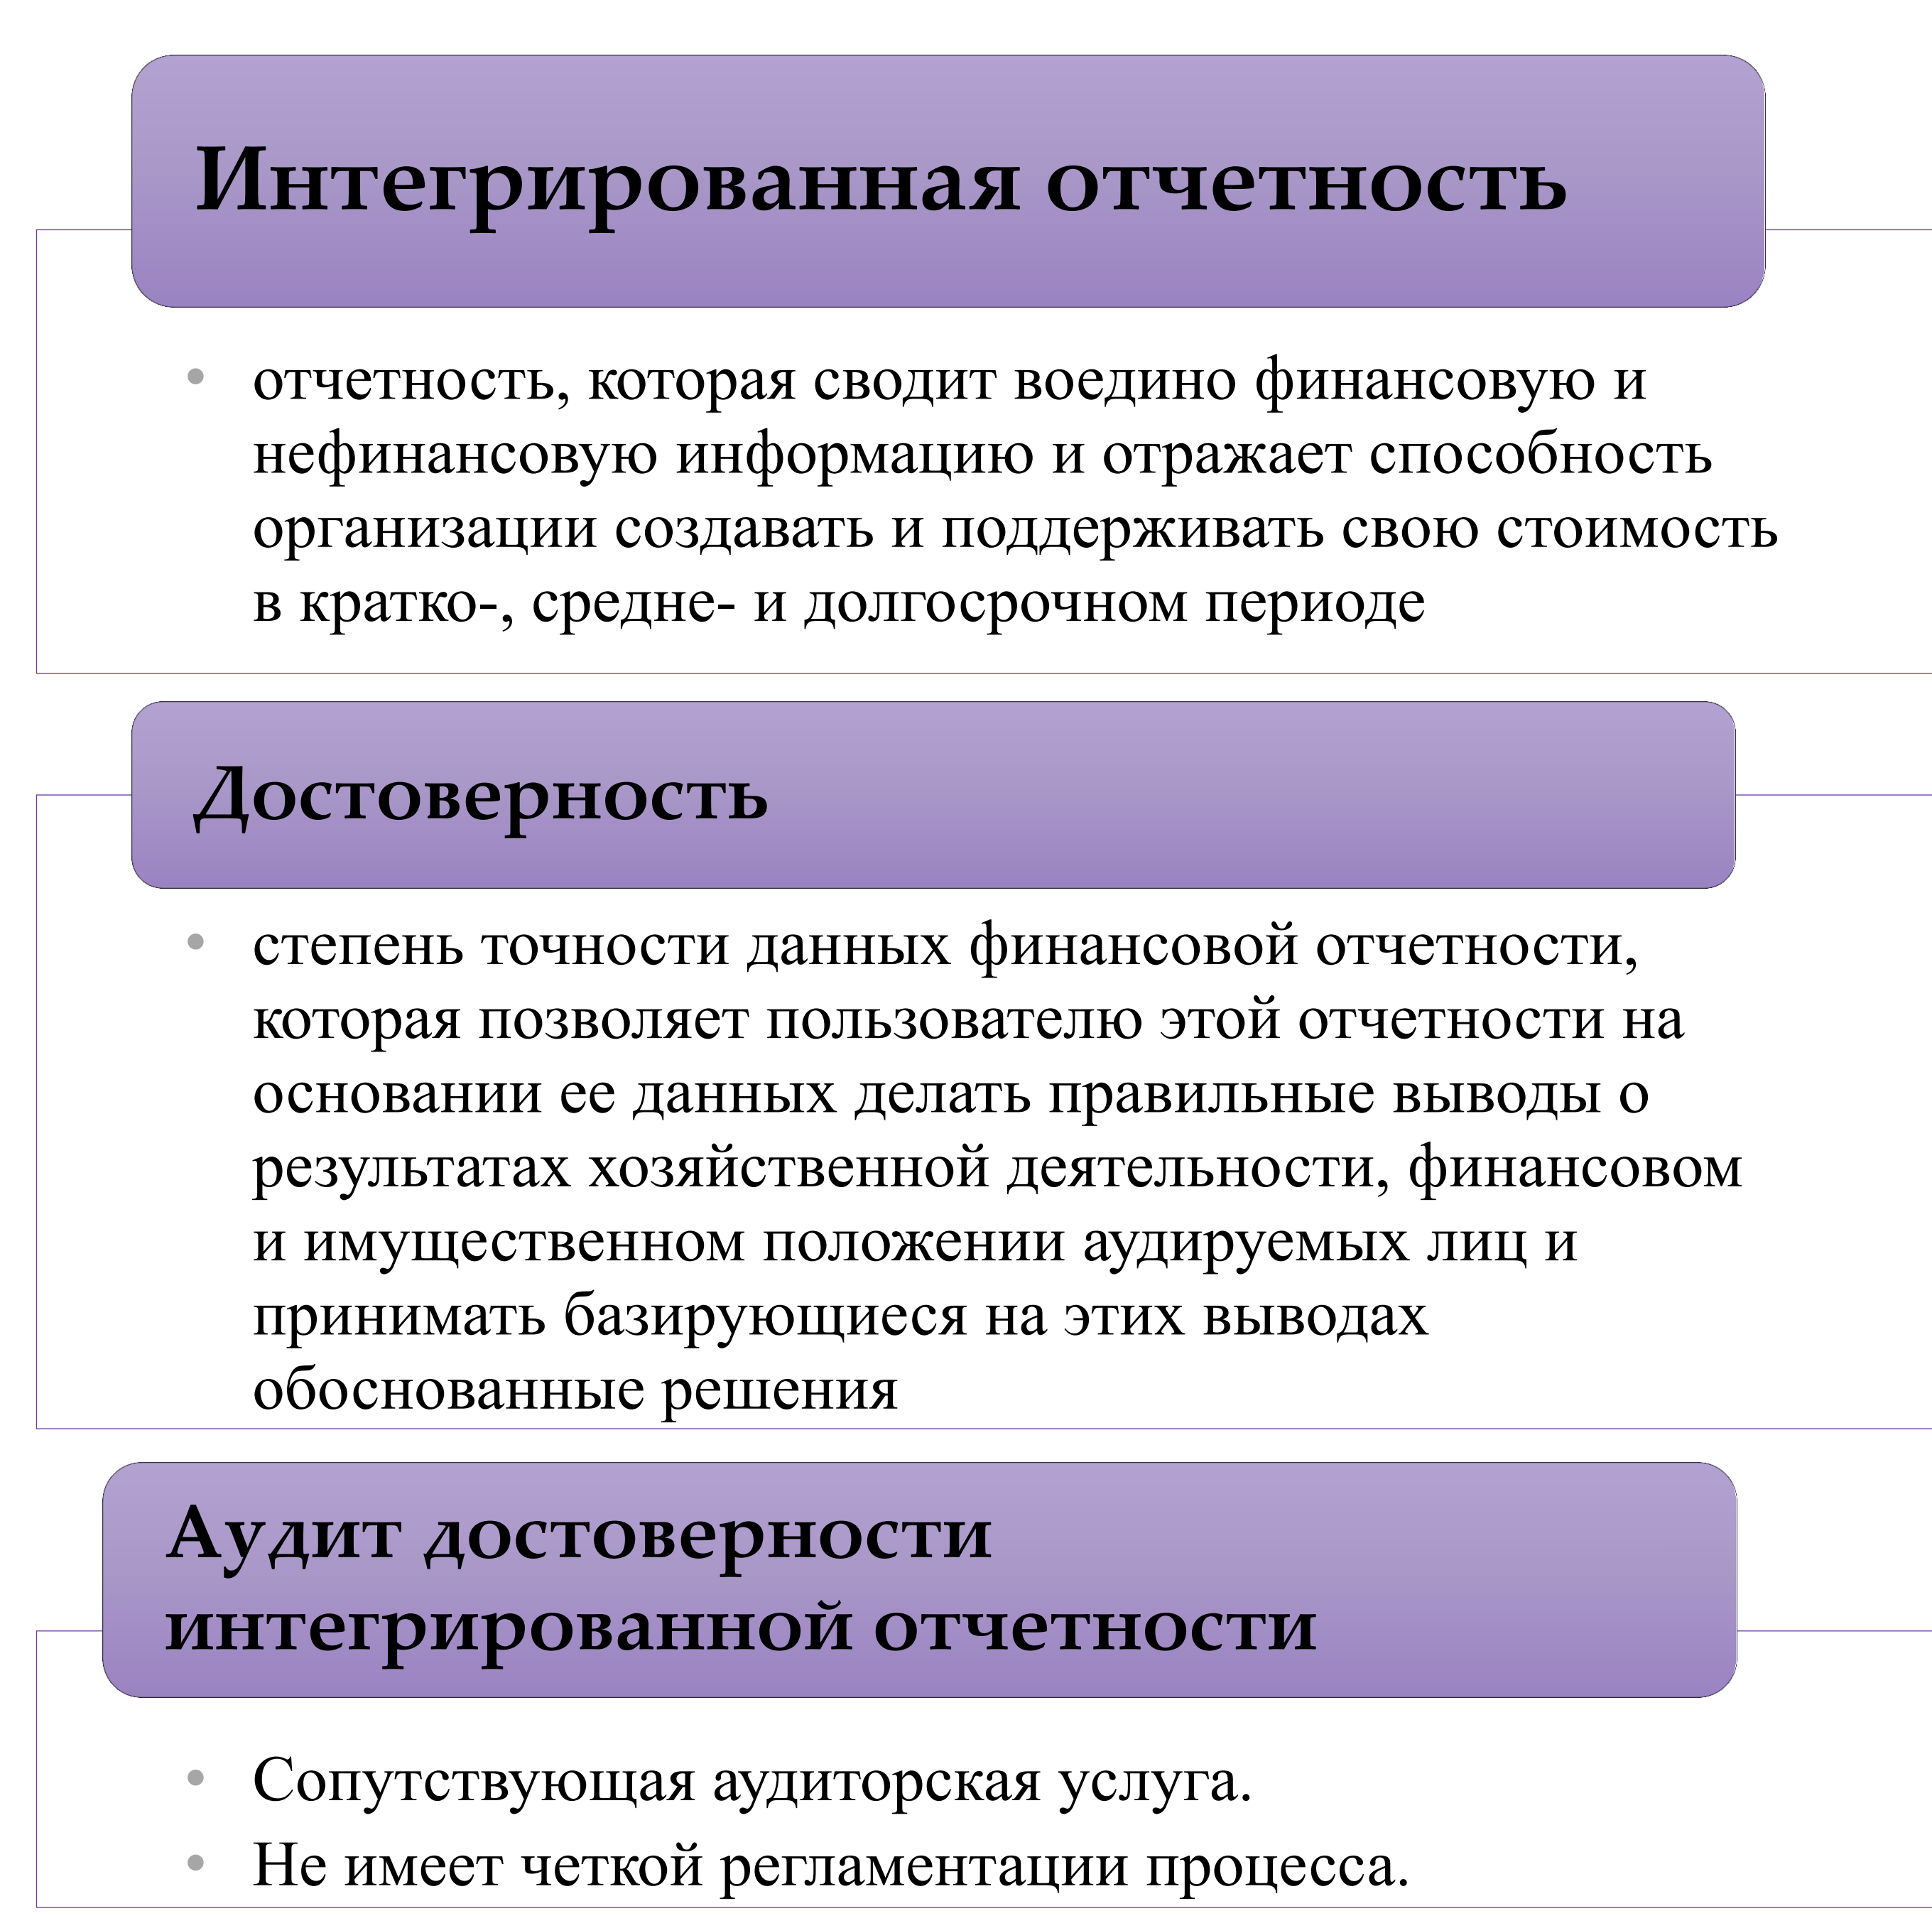 Интегрированная отчетность
• отчетность, которая сводит воедино финансовую и
нефинансовую информацию и отражает способность
организации создавать и поддерживать свою стоимость
в кратко-, средне- и долгосрочном периоде
Достоверность
• степень точности данных финансовой отчетности,
которая позволяет пользователю этой отчетности на
основании ее данных делать правильные выводы о
результатах хозяйственной деятельности, финансовом
и имущественном положении аудируемых лиц и
принимать базирующиеся на этих выводах
обоснованные решения
Аудит достоверности
интегрированной отчетности
• Сопутствующая аудиторская услуга.
• Не имеет четкой регламентации процесса.